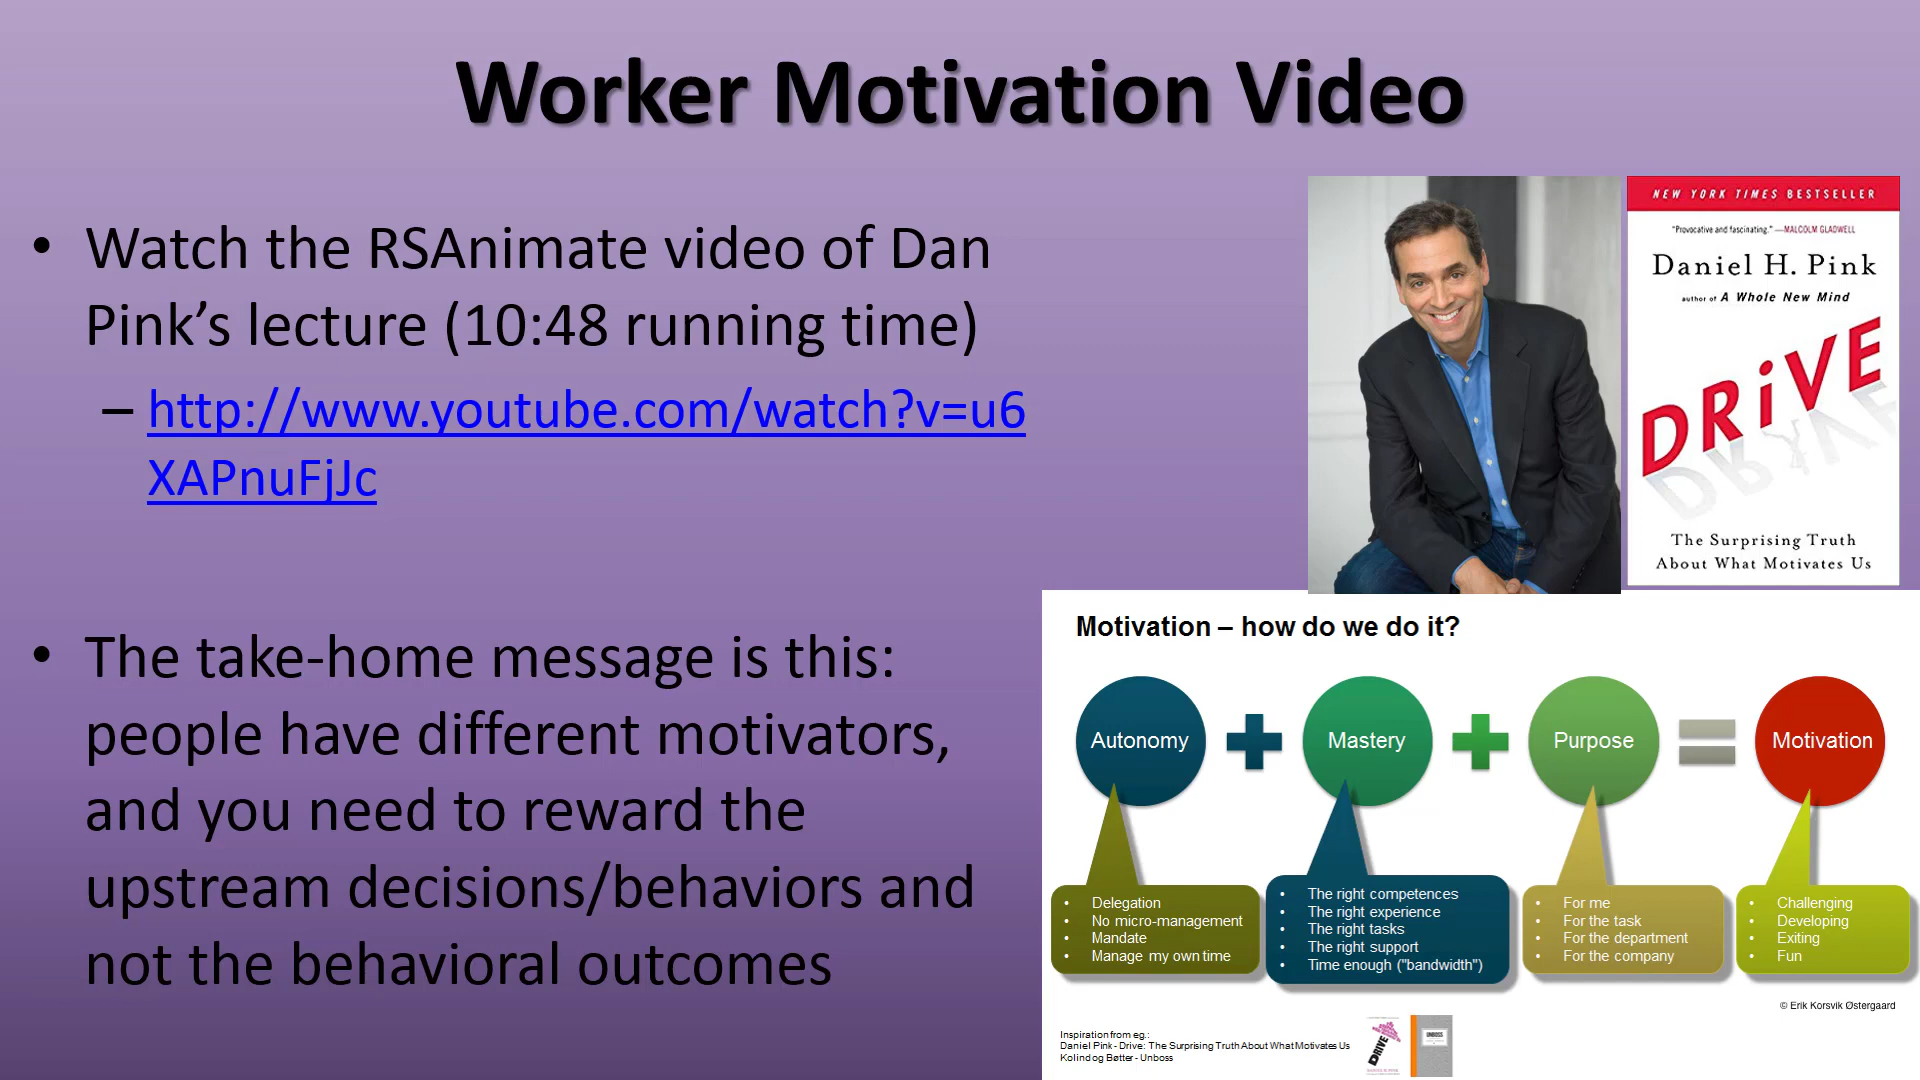 Worker Motivation Video
• Watch the RSAnimate video of Dan
Pink’s lecture (10:48 running time)
– http://www.youtube.com/watch?v=u6
XAPnuFjJc
• The take-home message is this:
people have different motivators,
and you need to reward the
upstream decisions/behaviors and
not the behavioral outcomes
NEW YORK TIMES BESTSELLER
"Provocative and fascinating." —MALCOLM GLADWELL
Daniel H. Pink
author of A Whole New Mind
DRiVE
The Surprising Truth
About What Motivates Us
Motivation – how do we do it?
Autonomy
Mastery
Purpose
Motivation
• Delegation
• No micro-management
• Mandate
• Manage my own time
• The right competences
• The right experience
• The right tasks
• The right support
• Time enough ("bandwidth")
• For me
• For the task
• For the department
• For the company
• Challenging
• Developing
• Exiting
• Fun
© Erik Korsvik Østergaard
Inspiration from eg.:
Daniel Pink - Drive: The Surprising Truth About What Motivates Us
Kolind og Bøtter - Unboss
DRIVE
UNBOSS